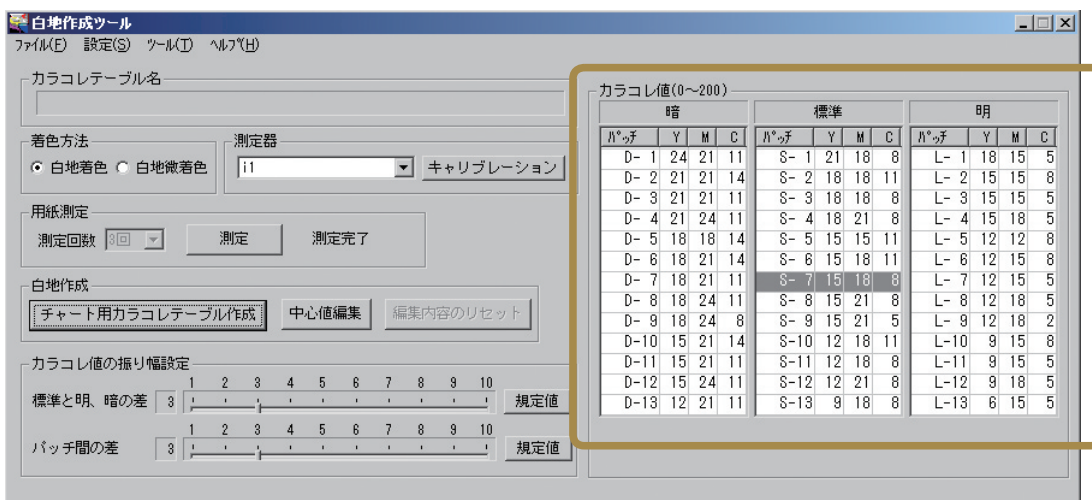 白地作成ツール
ﾌｧｲﾙ(F) 設定(S) ﾂｰﾙ(T) ﾍﾙﾌﾟ(H)
カラコレテーブル名
着色方法
白地着色 白地微着色
測定器
i1 キャリブレーション
用紙測定
測定回数 3回 測定 測定完了
白地作成
チャート用カラコレテーブル作成 中心値編集 編集内容のリセット
カラコレ値の振り幅設定
1 2 3 4 5 6 7 8 9 10
標準と明、暗の差 3 規定値
1 2 3 4 5 6 7 8 9 10
パッチ間の差 3 規定値
カラコレ値(0～200)
暗 標準 明
ﾊﾟｯﾁ Y M C ﾊﾟｯﾁ Y M C ﾊﾟｯﾁ Y M C
D- 1 24 21 11 S- 1 21 18 8 L- 1 18 15 5
D- 2 21 21 14 S- 2 18 18 11 L- 2 15 15 8
D- 3 21 21 11 S- 3 18 18 8 L- 3 15 15 5
D- 4 21 24 11 S- 4 18 21 8 L- 4 15 18 5
D- 5 18 18 14 S- 5 15 15 11 L- 5 12 12 8
D- 6 18 21 14 S- 6 15 18 11 L- 6 12 15 8
D- 7 18 21 11 S- 7 15 18 8 L- 7 12 15 5
D- 8 18 24 11 S- 8 15 21 8 L- 8 12 18 5
D- 9 18 24 8 S- 9 15 21 5 L- 9 12 18 2
D-10 15 21 14 S-10 12 18 11 L-10 9 15 8
D-11 15 21 11 S-11 12 18 8 L-11 9 15 5
D-12 15 24 11 S-12 12 21 8 L-12 9 18 5
D-13 12 21 11 S-13 9 18 8 L-13 6 15 5